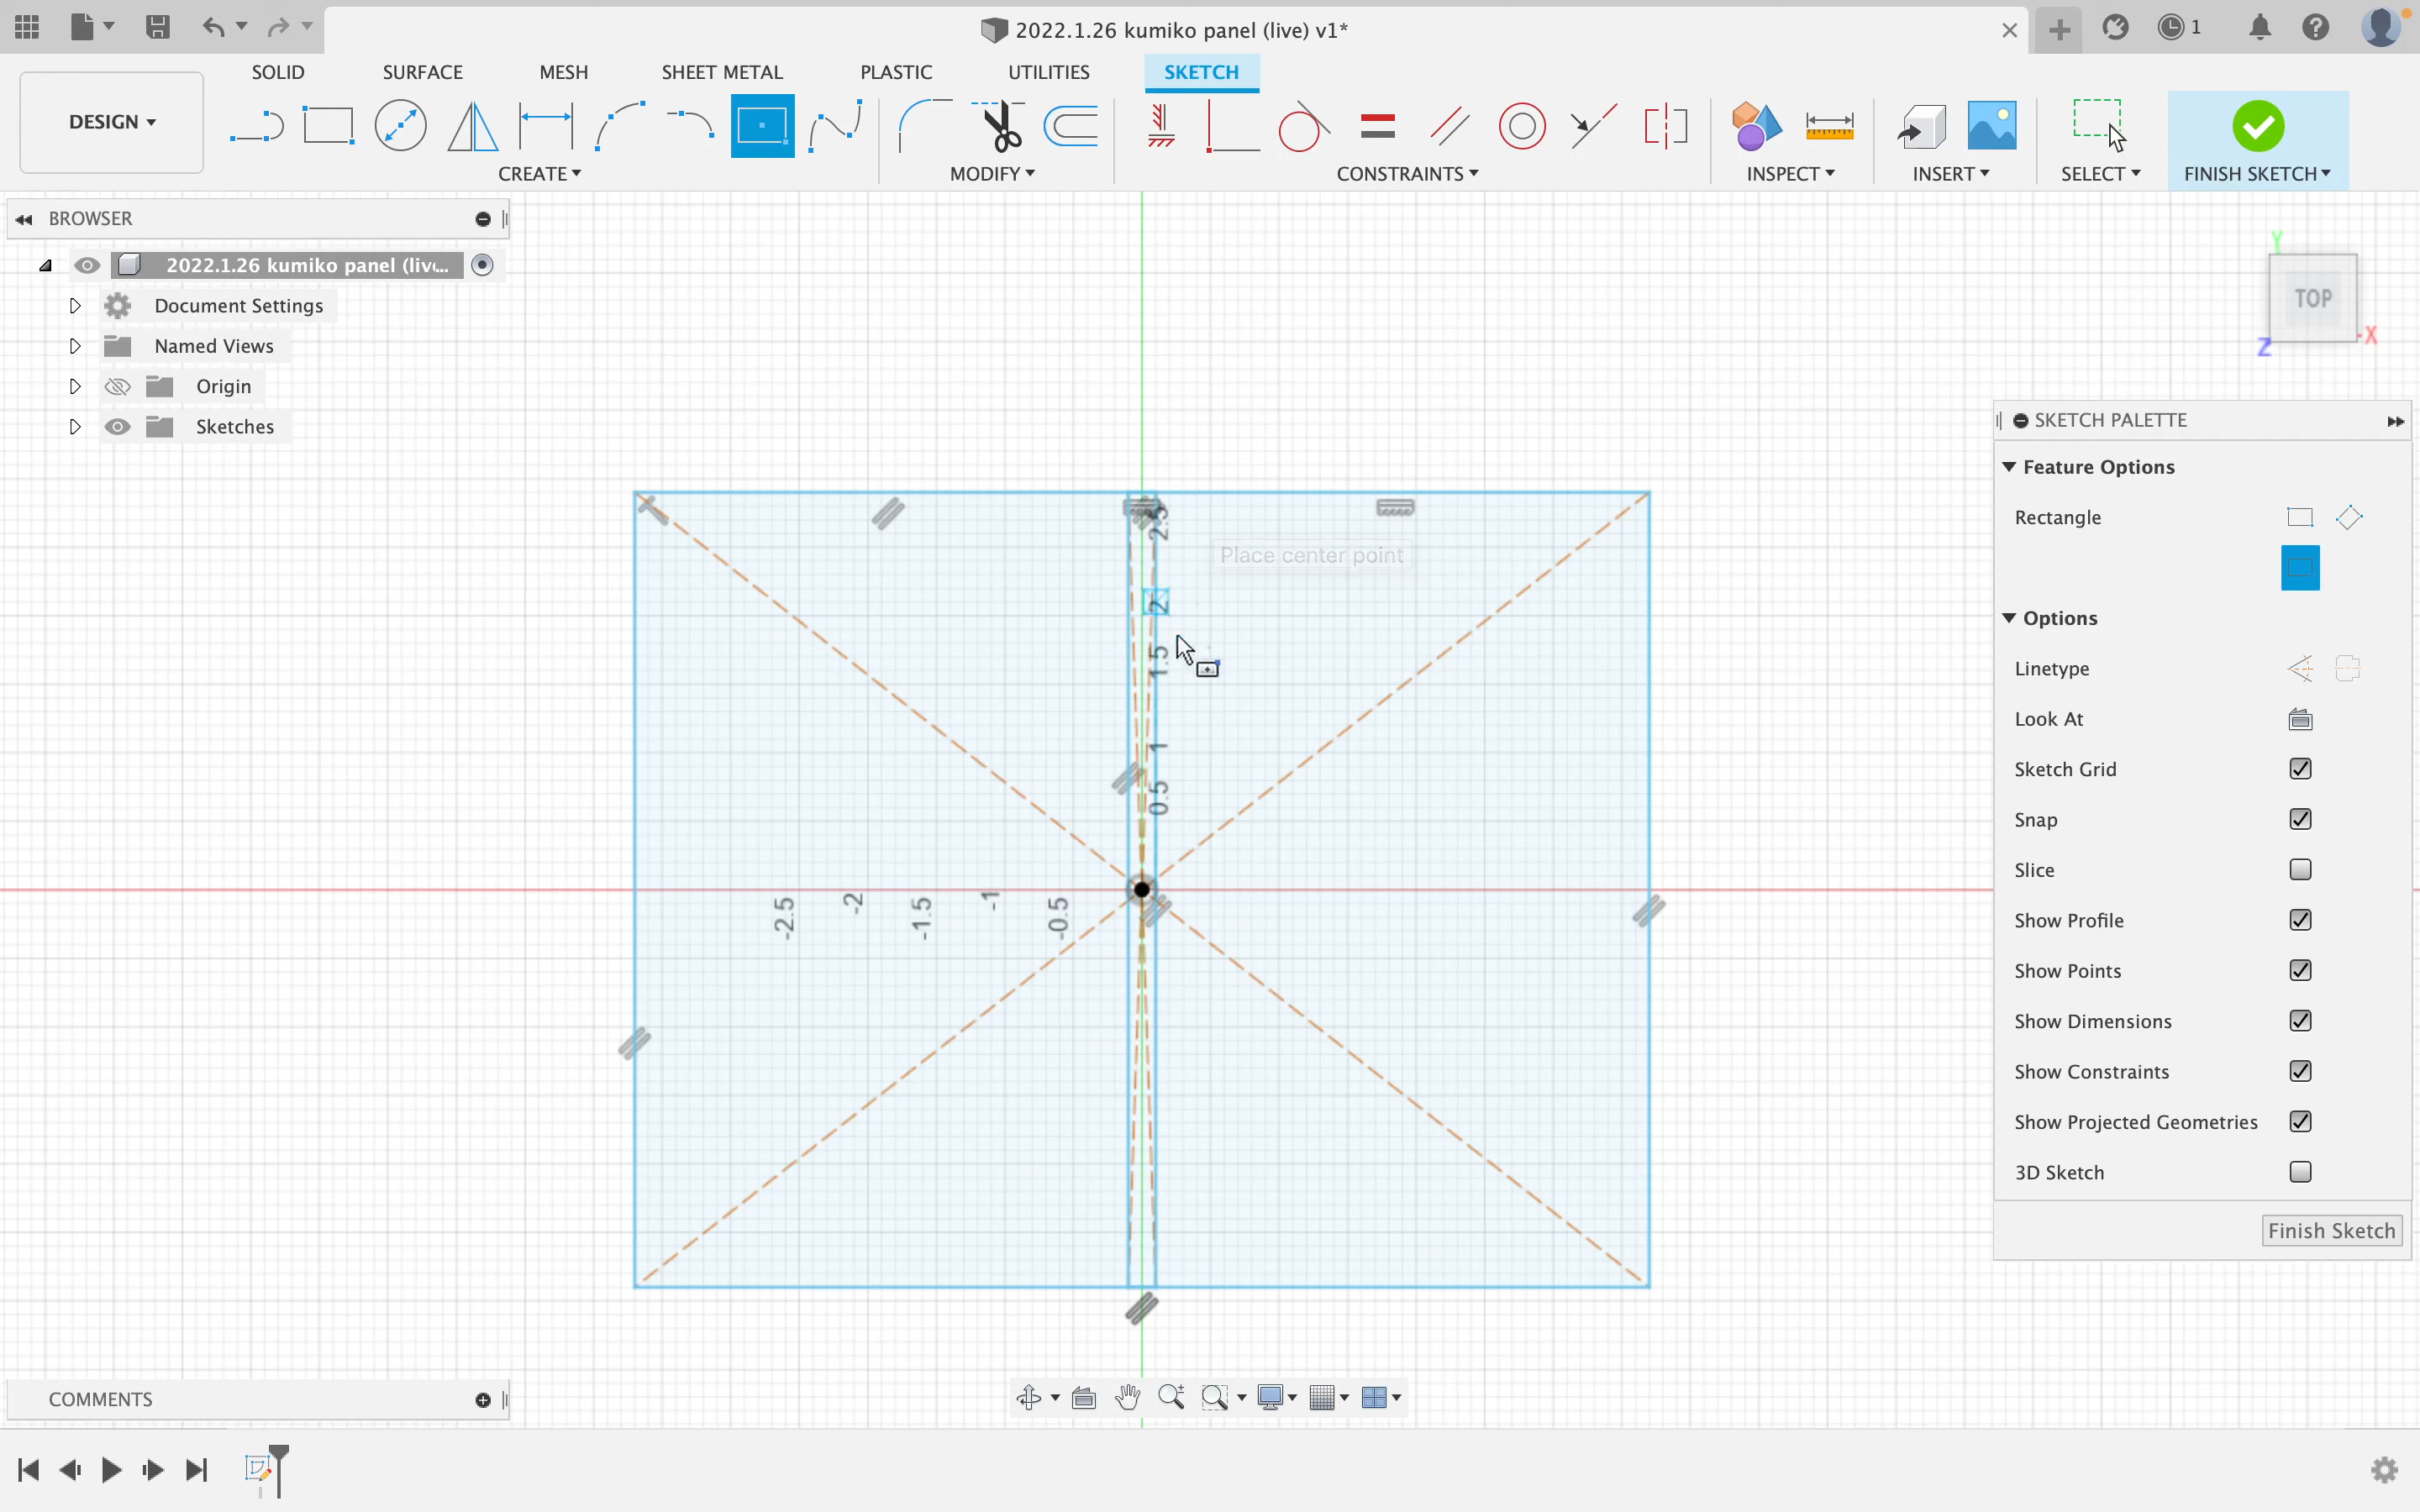 2022.1.26 kumiko panel (live) v1*
1
SOLID
SURFACE
MESH
SHEET METAL
PLASTIC
UTILITIES
SKETCH
DESIGN
CREATE
MODIFY
CONSTRAINTS
INSPECT
INSERT
SELECT
FINISH SKETCH
BROWSER
2022.1.26 kumiko panel (liv...
Document Settings
Named Views
Origin
Sketches
Y
TOP
X
Z
SKETCH PALETTE
Feature Options
Rectangle
Options
Linetype
Look At
Sketch Grid
Snap
Slice
Show Profile
Show Points
Show Dimensions
Show Constraints
Show Projected Geometries
3D Sketch
Finish Sketch
2.5
Place center point
2
1.5
1
0.5
-2.5
-2
-1.5
-1
-0.5
COMMENTS